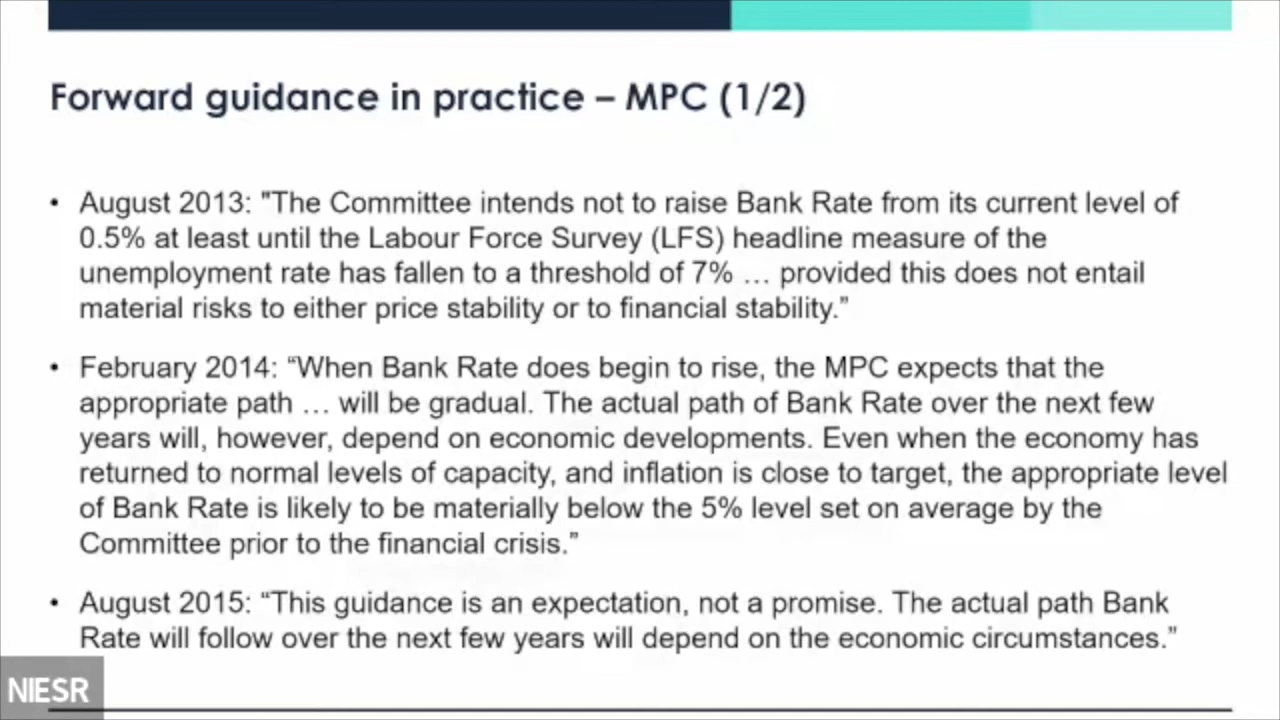 Forward guidance in practice – MPC (1/2)
• August 2013: "The Committee intends not to raise Bank Rate from its current level of
0.5% at least until the Labour Force Survey (LFS) headline measure of the
unemployment rate has fallen to a threshold of 7% … provided this does not entail
material risks to either price stability or to financial stability.”
• February 2014: “When Bank Rate does begin to rise, the MPC expects that the
appropriate path … will be gradual. The actual path of Bank Rate over the next few
years will, however, depend on economic developments. Even when the economy has
returned to normal levels of capacity, and inflation is close to target, the appropriate level
of Bank Rate is likely to be materially below the 5% level set on average by the
Committee prior to the financial crisis.”
• August 2015: “This guidance is an expectation, not a promise. The actual path Bank
Rate will follow over the next few years will depend on the economic circumstances.”
NIESR